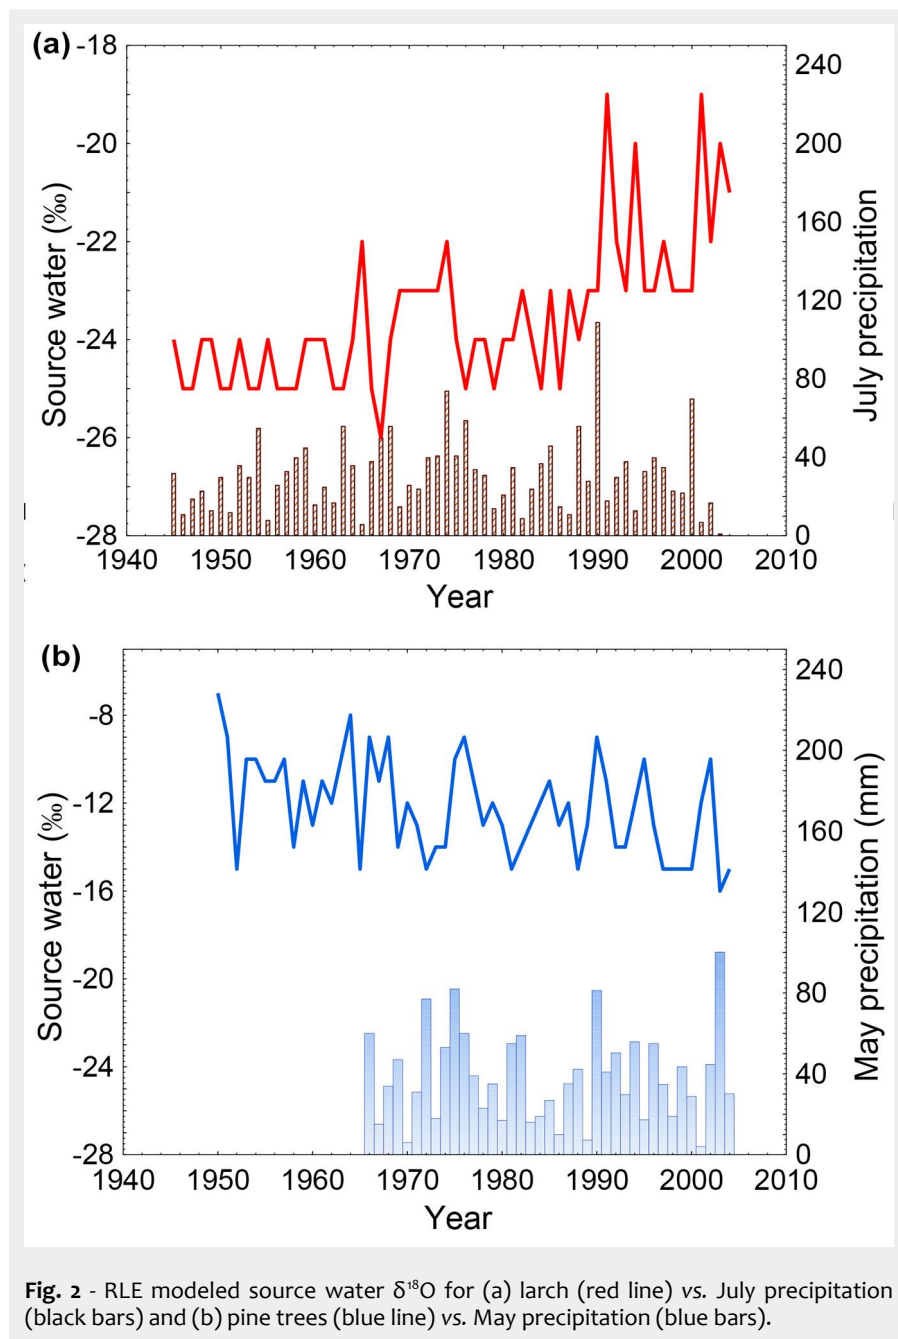 (a)
-18
-20
-22
-24
-26
-28
Source water (‰)
240
200
160
120
80
40
0
July precipitation
1940 1950 1960 1970 1980 1990 2000 2010
Year
(b)
-8
-12
-16
-20
-24
-28
Source water (‰)
240
200
160
120
80
40
0
May precipitation (mm)
1940 1950 1960 1970 1980 1990 2000 2010
Year
Fig. 2 - RLE modeled source water δ¹⁸O for (a) larch (red line) vs. July precipitation
(black bars) and (b) pine trees (blue line) vs. May precipitation (blue bars).